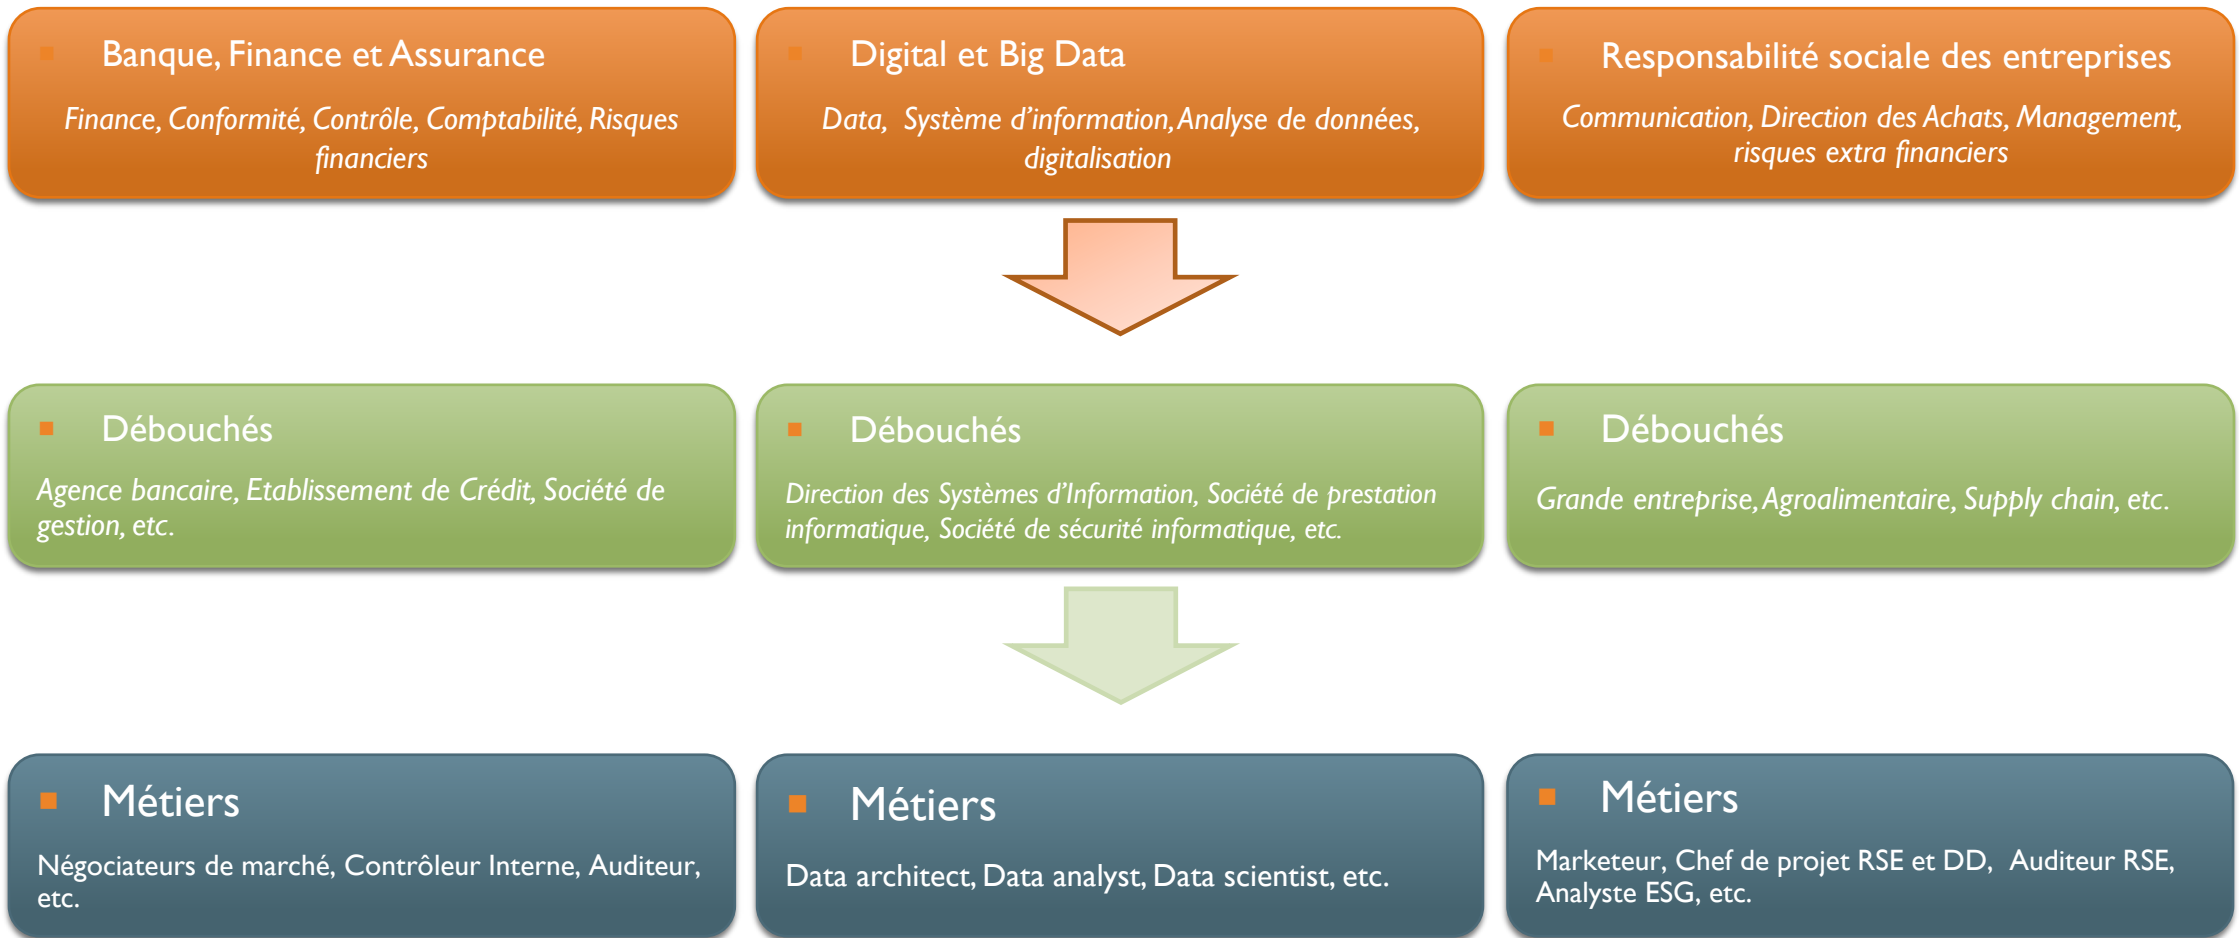 Banque, Finance et Assurance
Finance, Conformité, Contrôle, Comptabilité, Risques
financiers
Digital et Big Data
Data, Système d’information, Analyse de données,
digitalisation
Responsabilité sociale des entreprises
Communication, Direction des Achats, Management,
risques extra financiers
Débouchés
Agence bancaire, Etablissement de Crédit, Société de
gestion, etc.
Débouchés
Direction des Systèmes d’Information, Société de prestation
informatique, Société de sécurité informatique, etc.
Débouchés
Grande entreprise, Agroalimentaire, Supply chain, etc.
Métiers
Négociateurs de marché, Contrôleur Interne, Auditeur,
etc.
Métiers
Data architect, Data analyst, Data scientist, etc.
Métiers
Marketeur, Chef de projet RSE et DD, Auditeur RSE,
Analyste ESG, etc.